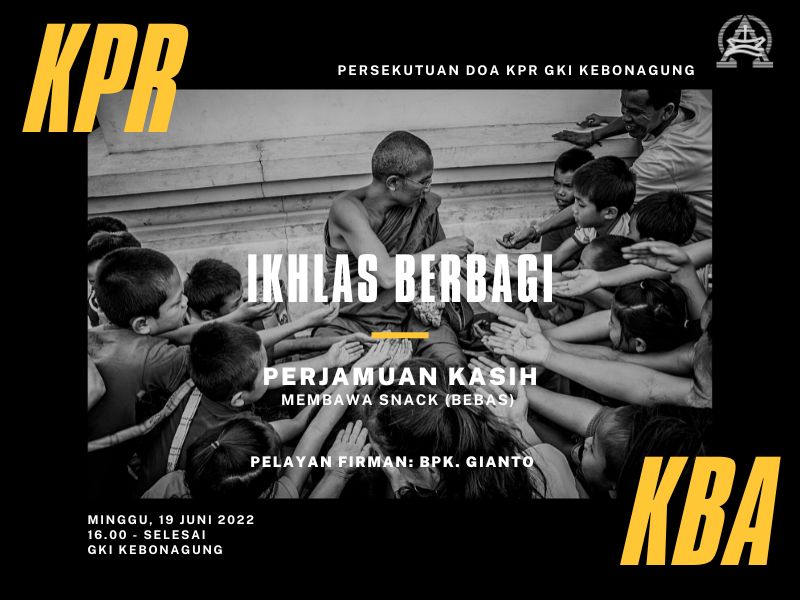 KPR
PERSEKUTUAN DOA KPR GKI KEBONAGUNG
IKHLAS BERBAGI
PERJAMUAN KASIH
MEMBAWA SNACK (BEBAS)
PELAYAN FIRMAN: BPK. GIANTO
MINGGU, 19 JUNI 2022
16.00 - SELESAI
GKI KEBONAGUNG
KBA